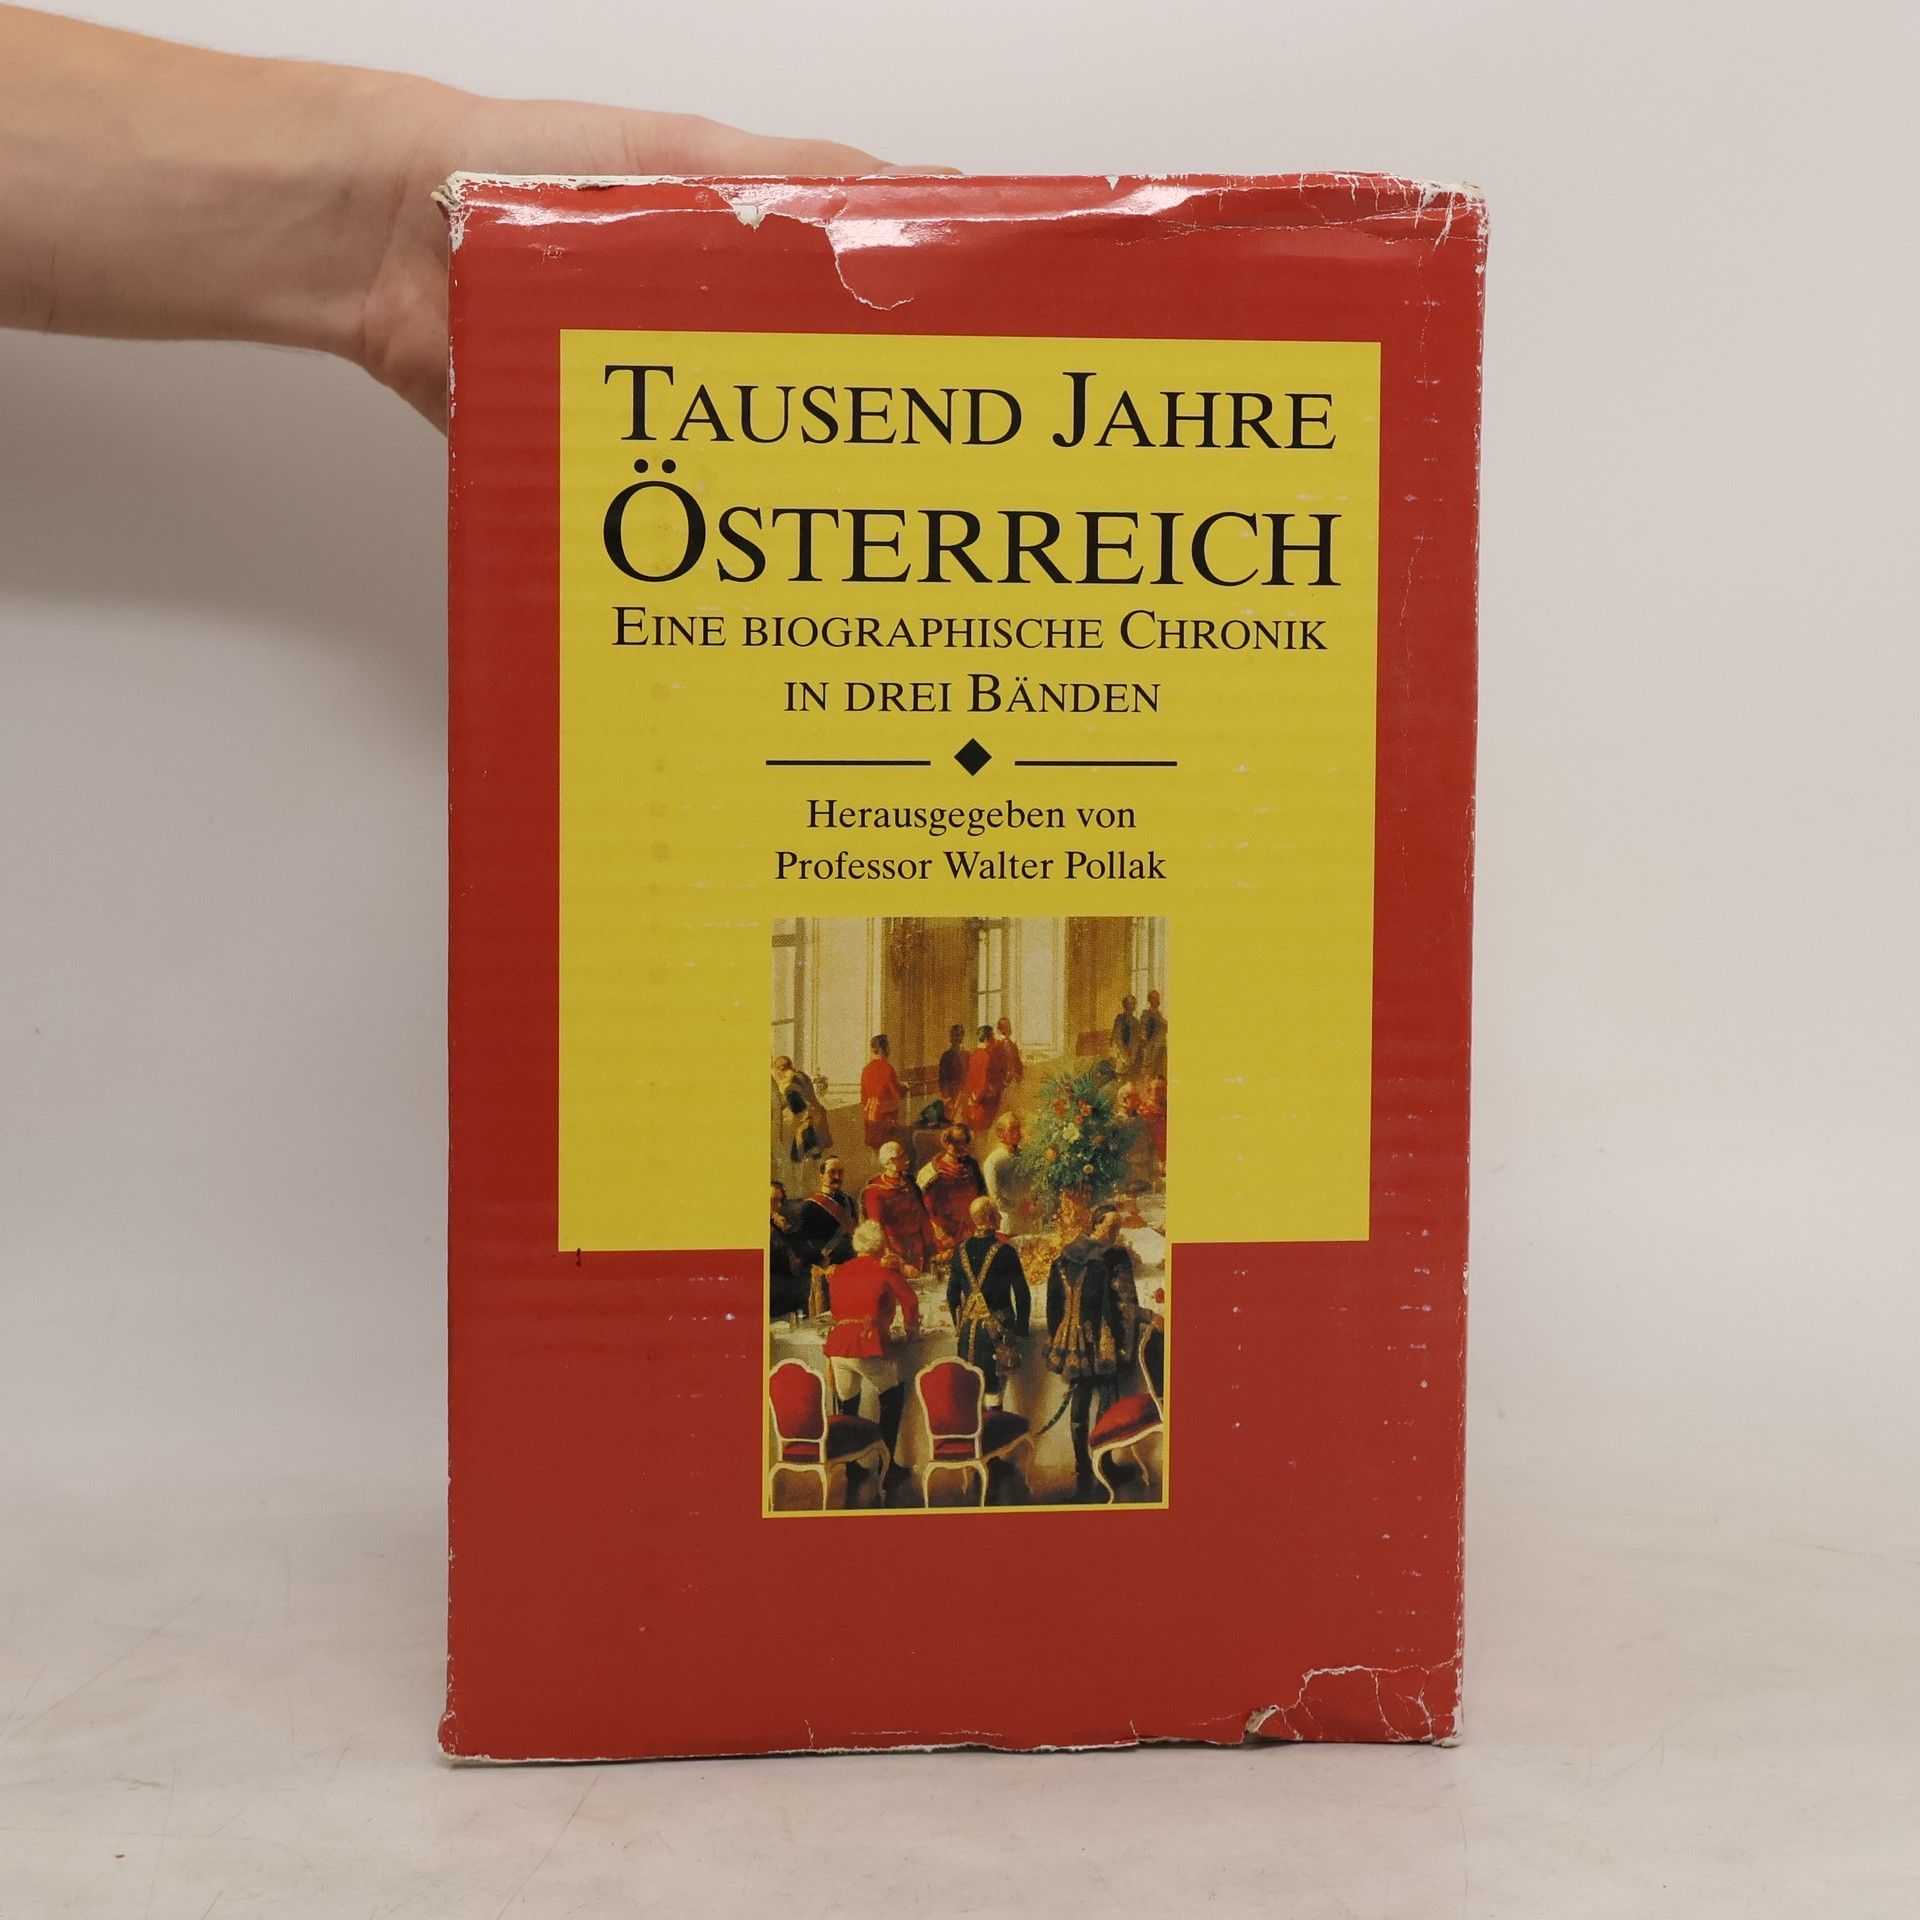 TAUSEND JAHRE
ÖSTERREICH
EINE BIOGRAPHISCHE CHRONIK
IN DREI BÄNDEN
Herausgegeben von
Professor Walter Pollak